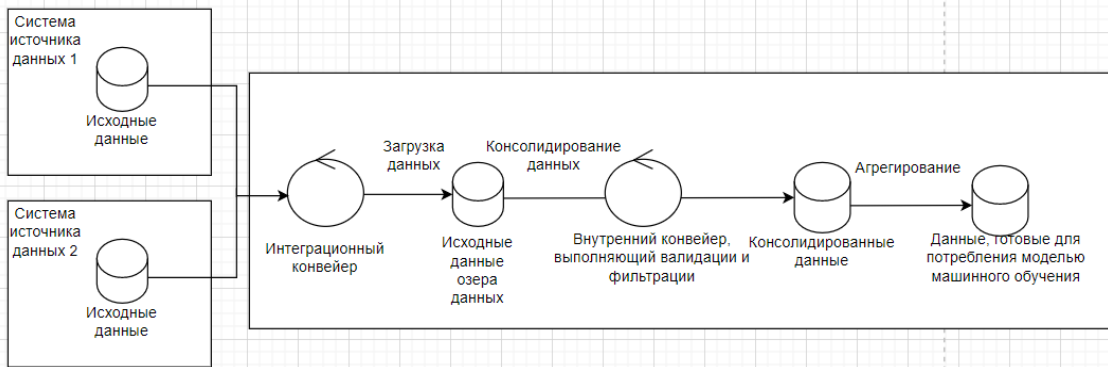 Система
источника
данных 1
Исходные
данные
Система
источника
данных 2
Исходные
данные
Интеграционный
конвейер
Загрузка
данных
Исходные
данные
озера
данных
Консолидирование
данных
Внутренний конвейер,
выполняющий валидации и
фильтрации
Консолидированные
данные
Агрегирование
Данные, готовые для
потребления моделью
машинного обучения